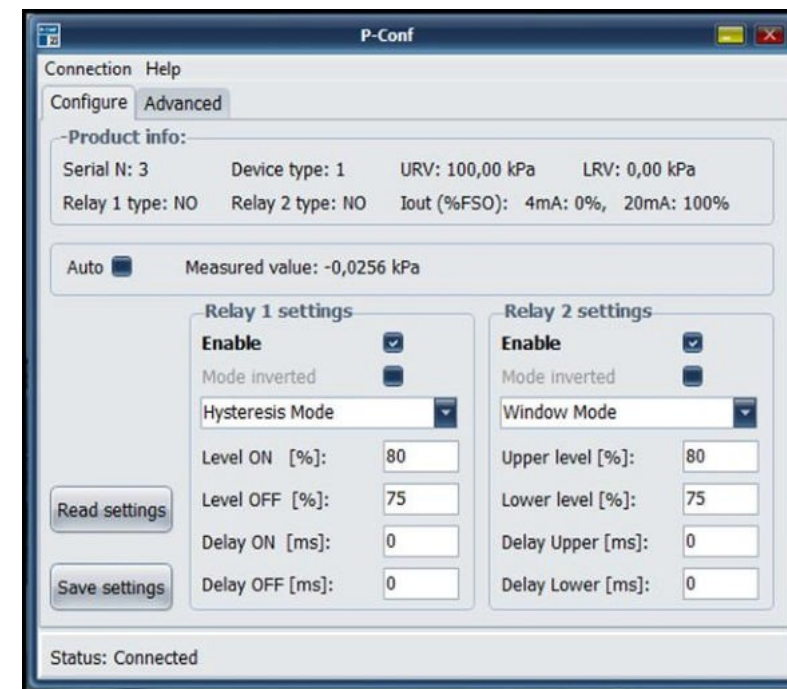 P-Conf
Connection Help
Configure Advanced
-Product info:
Serial N: 3 Device type: 1 URV: 100,00 kPa LRV: 0,00 kPa
Relay 1 type: NO Relay 2 type: NO Iout (%FSO): 4mA: 0%, 20mA: 100%
Auto Measured value: -0,0256 kPa
Relay 1 settings
Enable
Mode inverted
Hysteresis Mode
Level ON [%]: 80
Level OFF [%]: 75
Delay ON [ms]: 0
Delay OFF [ms]: 0
Relay 2 settings
Enable
Mode inverted
Window Mode
Upper level [%]: 80
Lower level [%]: 75
Delay Upper [ms]: 0
Delay Lower [ms]: 0
Read settings
Save settings
Status: Connected